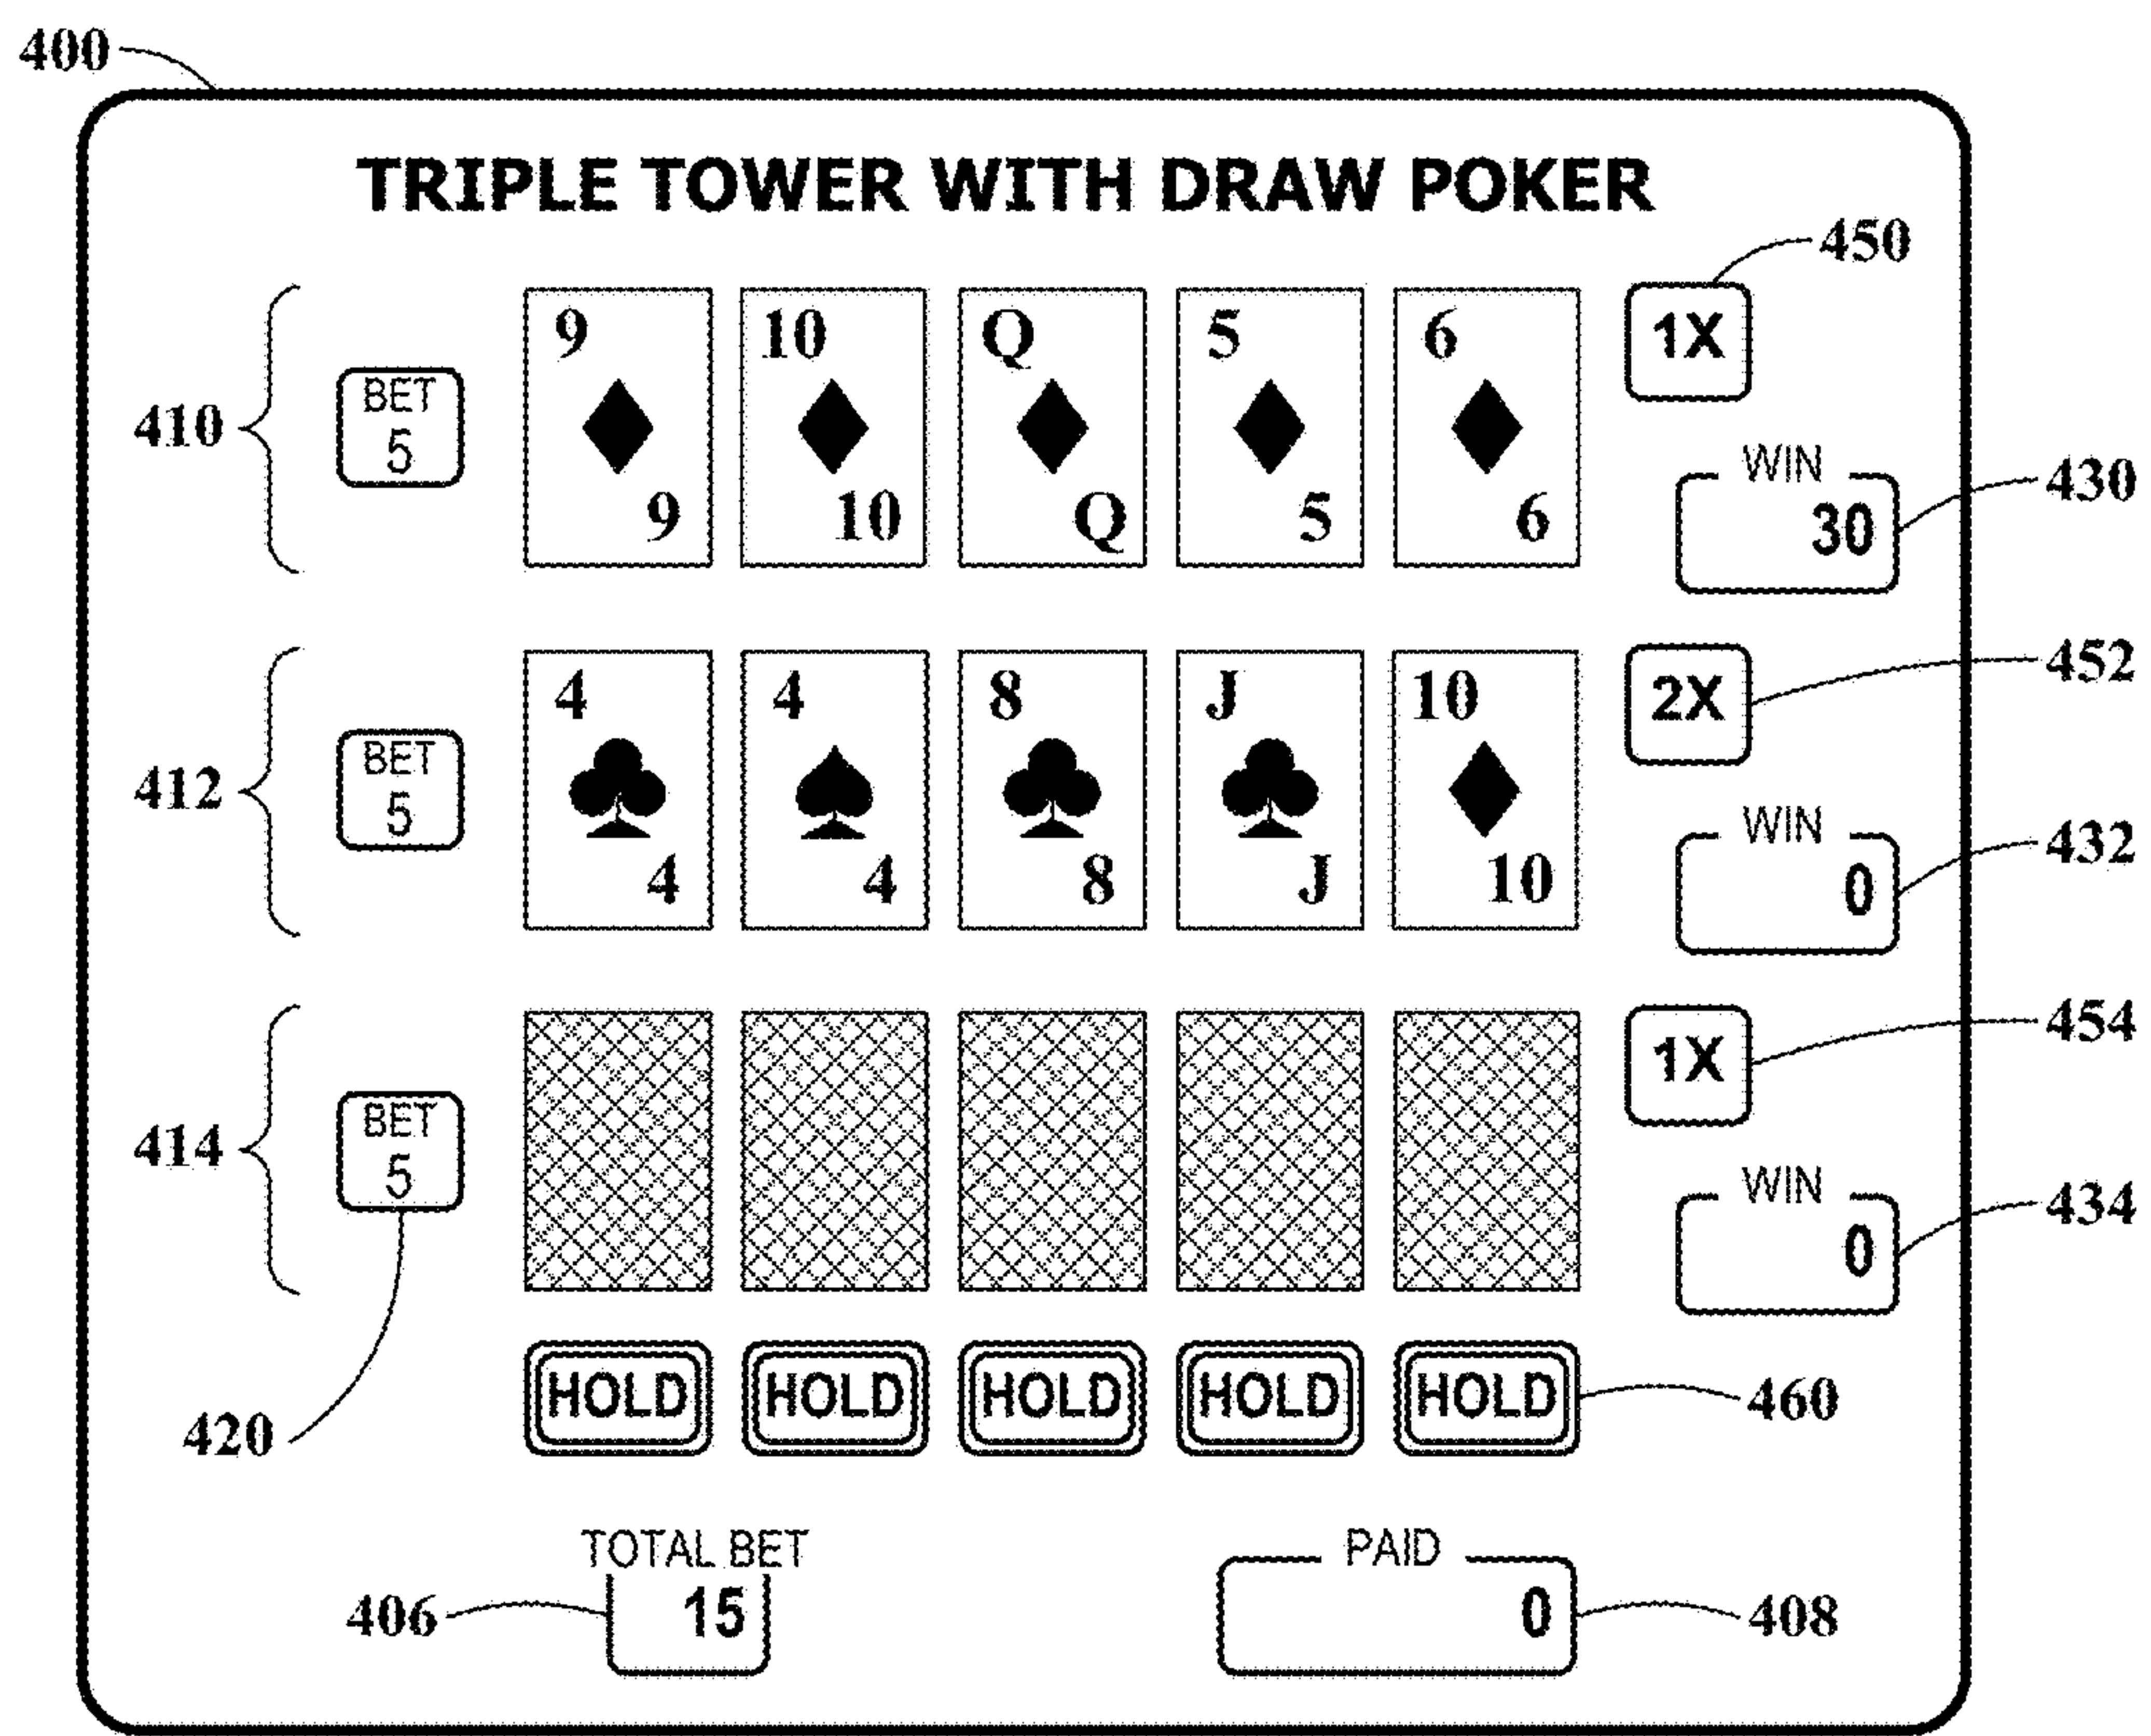 400
TRIPLE TOWER WITH DRAW POKER
450
9 10 Q 5 6 1X
BET
5
410
WIN
30
430
9 10 Q 5 6
452
4 4 8 J 10 2X
BET
5
412
WIN
0
432
4 4 8 J 10
454
1X
BET
5
414
WIN
0
434
HOLD HOLD HOLD HOLD HOLD
460
420
TOTAL BET
15
406
PAID
0
408